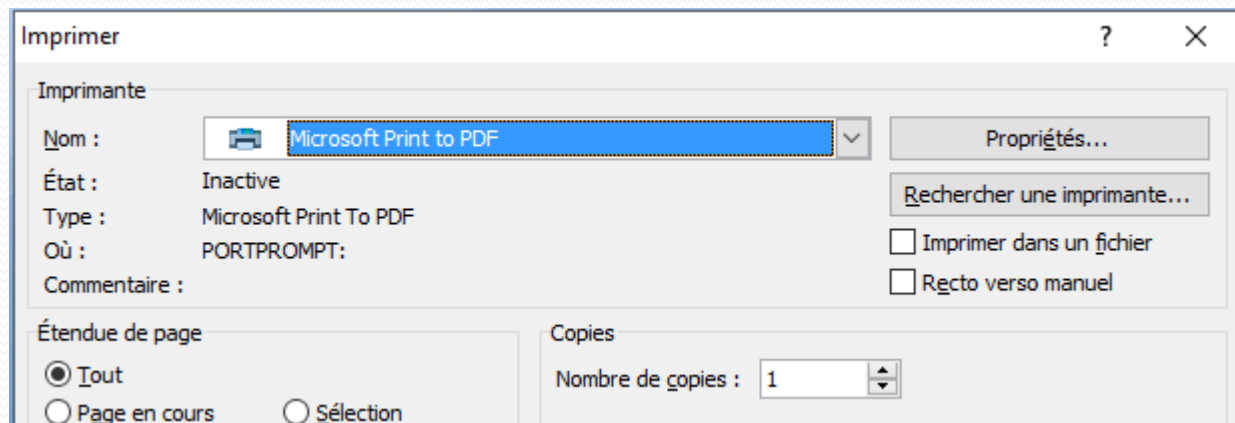 Imprimer ?
Imprimante
Nom : Microsoft Print to PDF Propriétés...
État : Inactive Rechercher une imprimante...
Type : Microsoft Print To PDF
Où : PORTPROMPT: Imprimer dans un fichier
Commentaire : Recto verso manuel
Étendue de page Copies
Tout Nombre de copies : 1
Page en cours Sélection